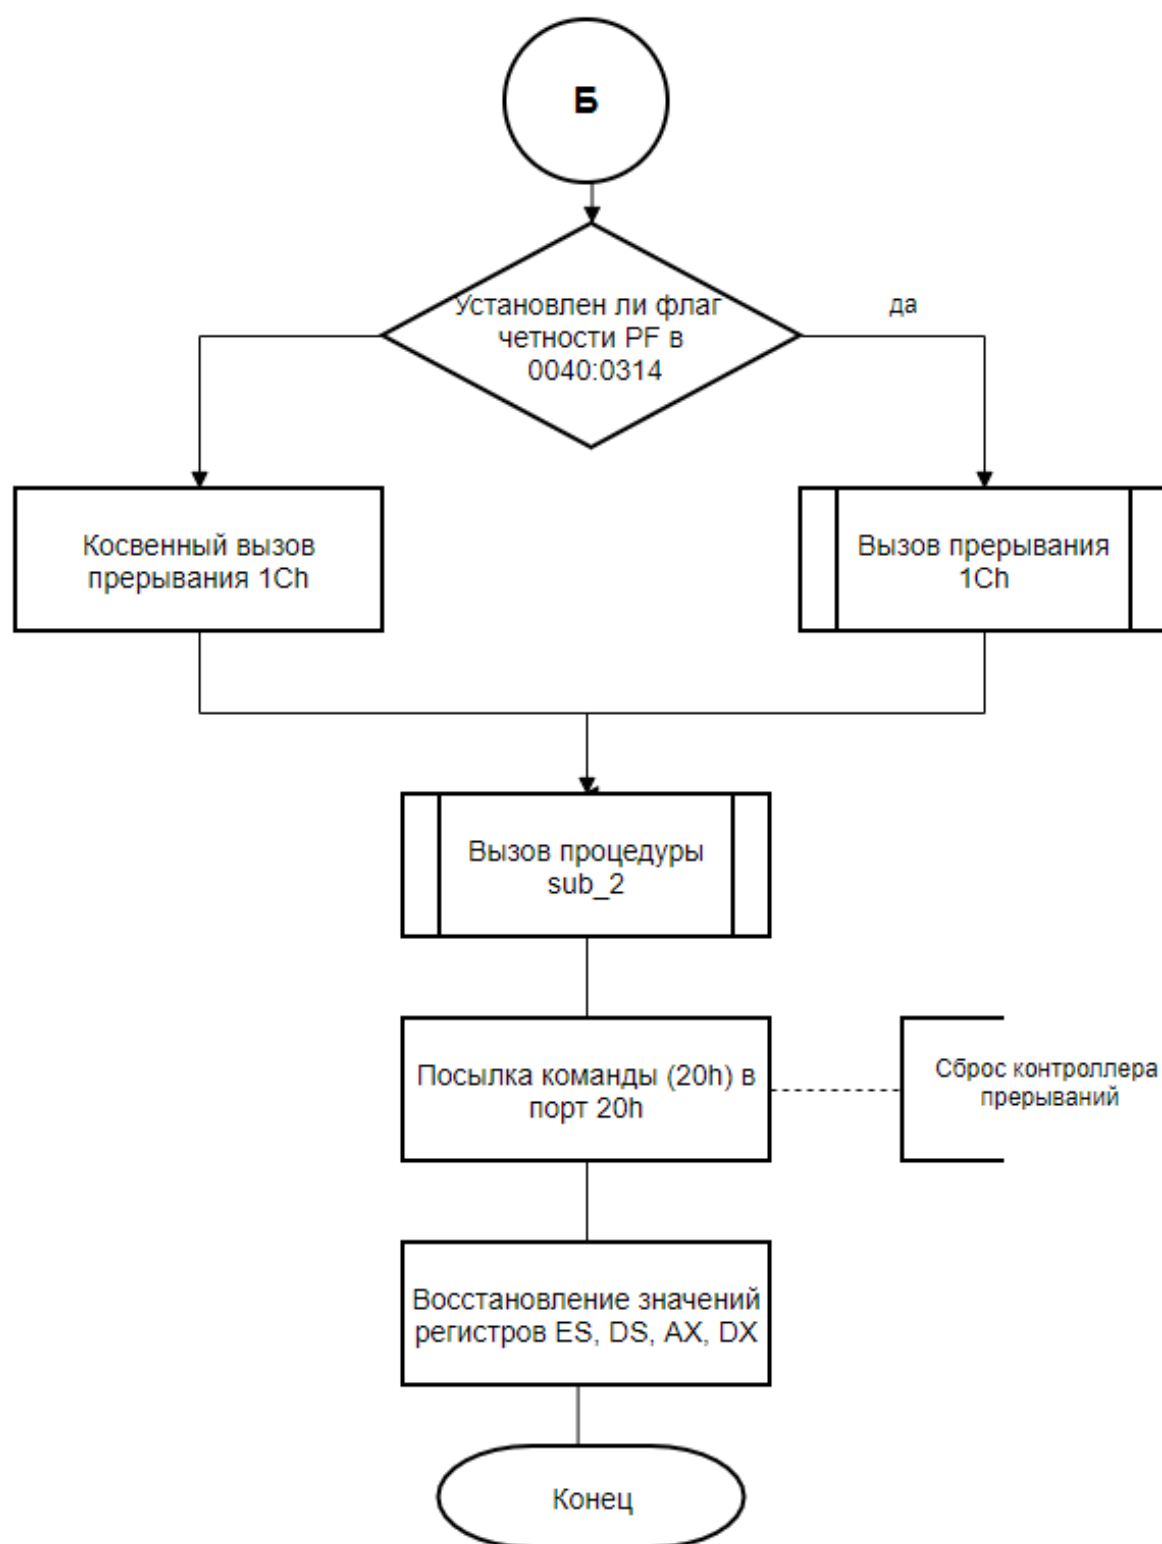 Б
Установлен ли флаг
четности PF в
0040:0314
да
Косвенный вызов
прерывания 1Ch
Вызов прерывания
1Ch
Вызов процедуры
sub_2
Посылка команды (20h) в
порт 20h
Сброс контроллера
прерываний
Восстановление значений
регистров ES, DS, AX, DX
Конец